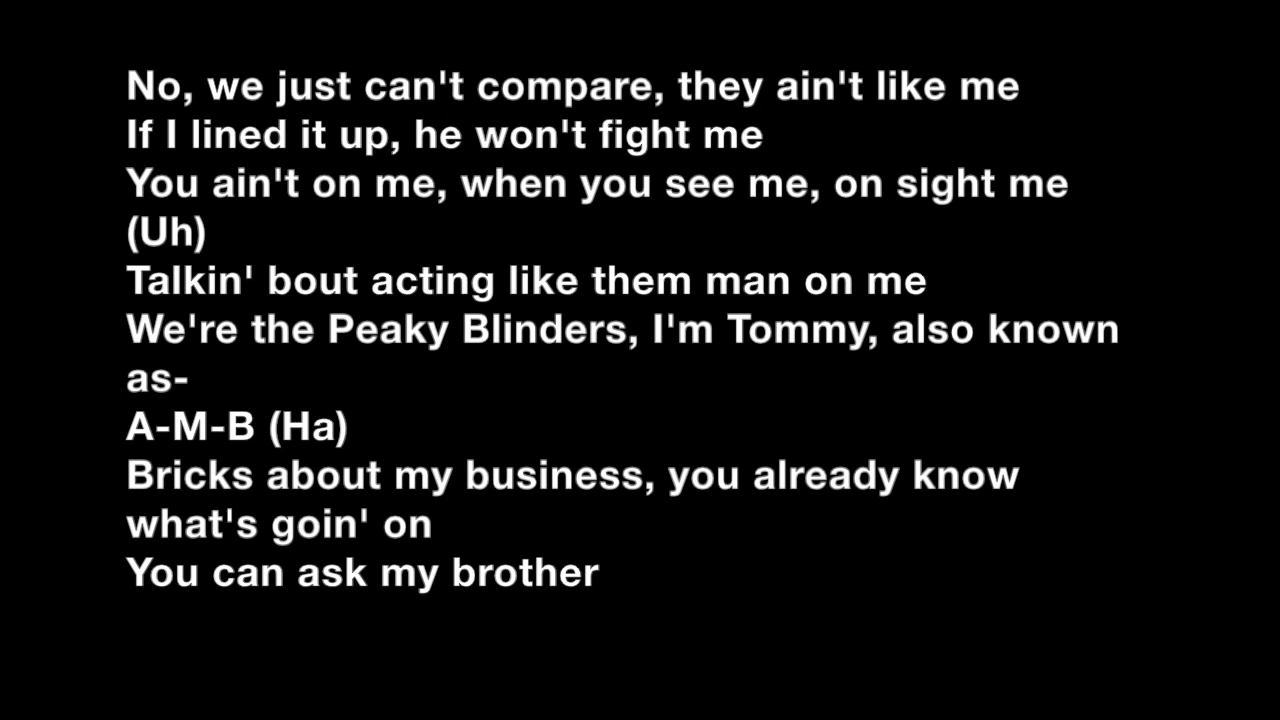 No, we just can't compare, they ain't like me
If I lined it up, he won't fight me
You ain't on me, when you see me, on sight me
(Uh)
Talkin' bout acting like them man on me
We're the Peaky Blinders, I'm Tommy, also known
as-
A-M-B (Ha)
Bricks about my business, you already know
what's goin' on
You can ask my brother